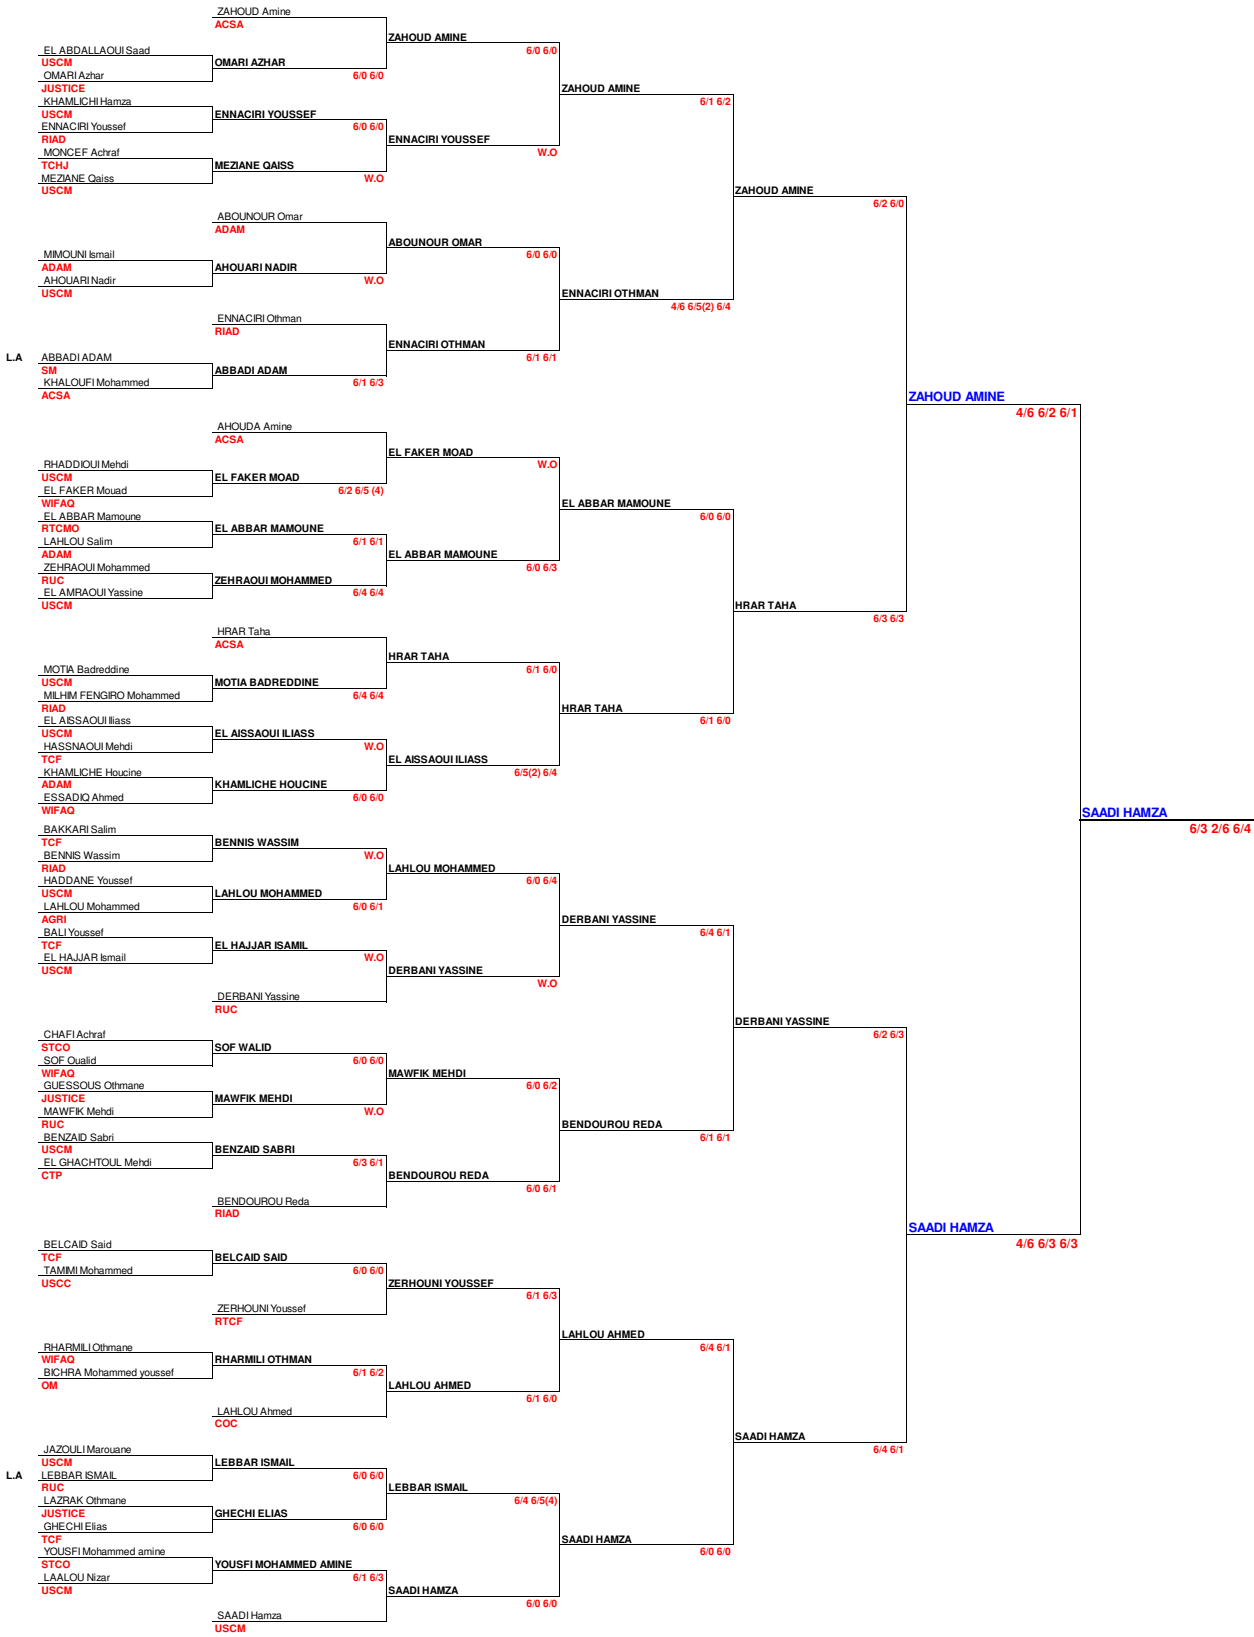 ZAHOUD Amine
ACSA
ZAHOUD AMINE
EL ABDALLAOUI Saad
6/0 6/0
USCM
OMARI AZHAR
OMARI Azhar
6/0 6/0
JUSTICE
ZAHOUD AMINE
KHAMLICHI Hamza
6/1 6/2
USCM
ENNACIRI YOUSSEF
ENNACIRI Youssef
6/0 6/0
RIAD
ENNACIRI YOUSSEF
MONCEF Achraf
W.O
TCHJ
MEZIANE QAISS
MEZIANE Qaiss
W.O
USCM
ZAHOUD AMINE
6/2 6/0
ABOUNOUR Omar
ADAM
ABOUNOUR OMAR
MIMOUNI Ismail
6/0 6/0
ADAM
AHOUARI NADIR
AHOUARI Nadir
W.O
USCM
ENNACIRI OTHMAN
4/6 6/5(2) 6/4
ENNACIRI Othman
RIAD
ENNACIRI OTHMAN
L.A
ABBADI ADAM
6/1 6/1
SM
ABBADI ADAM
KHALOUFI Mohammed
6/1 6/3
ACSA
ZAHOUD AMINE
4/6 6/2 6/1
AHOUDA Amine
ACSA
EL FAKER MOAD
RHADDIOUI Mehdi
W.O
USCM
EL FAKER MOAD
EL FAKER Mouad
6/2 6/5 (4)
WIFAQ
EL ABBAR MAMOUNE
EL ABBAR Mamoune
6/0 6/0
RTCMO
EL ABBAR MAMOUNE
LAHLOU Salim
6/1 6/1
ADAM
EL ABBAR MAMOUNE
ZEHRAOUI Mohammed
6/0 6/3
RUC
ZEHRAOUI MOHAMMED
EL AMRAOUI Yassine
6/4 6/4
USCM
HRAR TAHA
6/3 6/3
HRAR Taha
ACSA
HRAR TAHA
MOTIA Badreddine
6/1 6/0
USCM
MOTIA BADREDDINE
MILHIM FENGIRO Mohammed
6/4 6/4
RIAD
HRAR TAHA
EL AISSAOUI Iliass
6/1 6/0
USCM
EL AISSAOUI ILIASS
HASSNAOUI Mehdi
W.O
TCF
EL AISSAOUI ILIASS
KHAMLICHE Houcine
6/5(2) 6/4
ADAM
KHAMLICHE HOUCINE
ESSADIQ Ahmed
6/0 6/0
WIFAQ
SAADI HAMZA
6/3 2/6 6/4
BAKKARI Salim
TCF
BENNIS WASSIM
BENNIS Wassim
W.O
RIAD
LAHLOU MOHAMMED
HADDANE Youssef
6/0 6/4
USCM
LAHLOU MOHAMMED
LAHLOU Mohammed
6/0 6/1
AGRI
DERBANI YASSINE
BALI Youssef
6/4 6/1
TCF
EL HAJJAR ISAMIL
EL HAJJAR Ismail
W.O
USCM
DERBANI YASSINE
W.O
DERBANI Yassine
RUC
DERBANI YASSINE
CHAFI Achraf
6/2 6/3
STCO
SOF WALID
SOF Oualid
6/0 6/0
WIFAQ
MAWFIK MEHDI
GUESSOUS Othmane
6/0 6/2
JUSTICE
MAWFIK MEHDI
MAWFIK Mehdi
W.O
RUC
BENDOUROU REDA
BENZAID Sabri
6/1 6/1
USCM
BENZAID SABRI
EL GHACHTOUL Mehdi
6/3 6/1
CTP
BENDOUROU REDA
6/0 6/1
BENDOUROU Reda
RIAD
SAADI HAMZA
4/6 6/3 6/3
BELCAID Said
TCF
BELCAID SAID
TAMIMI Mohammed
6/0 6/0
USCC
ZERHOUNI YOUSSEF
6/1 6/3
ZERHOUNI Youssef
RTCF
LAHLOU AHMED
6/4 6/1
RHARMILI Othmane
WIFAQ
RHARMILI OTHMAN
BICHRA Mohammed youssef
6/1 6/2
OM
LAHLOU AHMED
6/1 6/0
LAHLOU Ahmed
COC
SAADI HAMZA
6/4 6/1
JAZOULI Marouane
USCM
LEBBAR ISMAIL
L.A
LEBBAR ISMAIL
6/0 6/0
RUC
LEBBAR ISMAIL
LAZRAK Othmane
6/4 6/5(4)
JUSTICE
GHECHI ELIAS
GHECHI Elias
6/0 6/0
TCF
SAADI HAMZA
YOUSFI Mohammed amine
6/0 6/0
STCO
YOUSFI MOHAMMED AMINE
LAALOU Nizar
6/1 6/3
USCM
SAADI HAMZA
6/0 6/0
SAADI Hamza
USCM